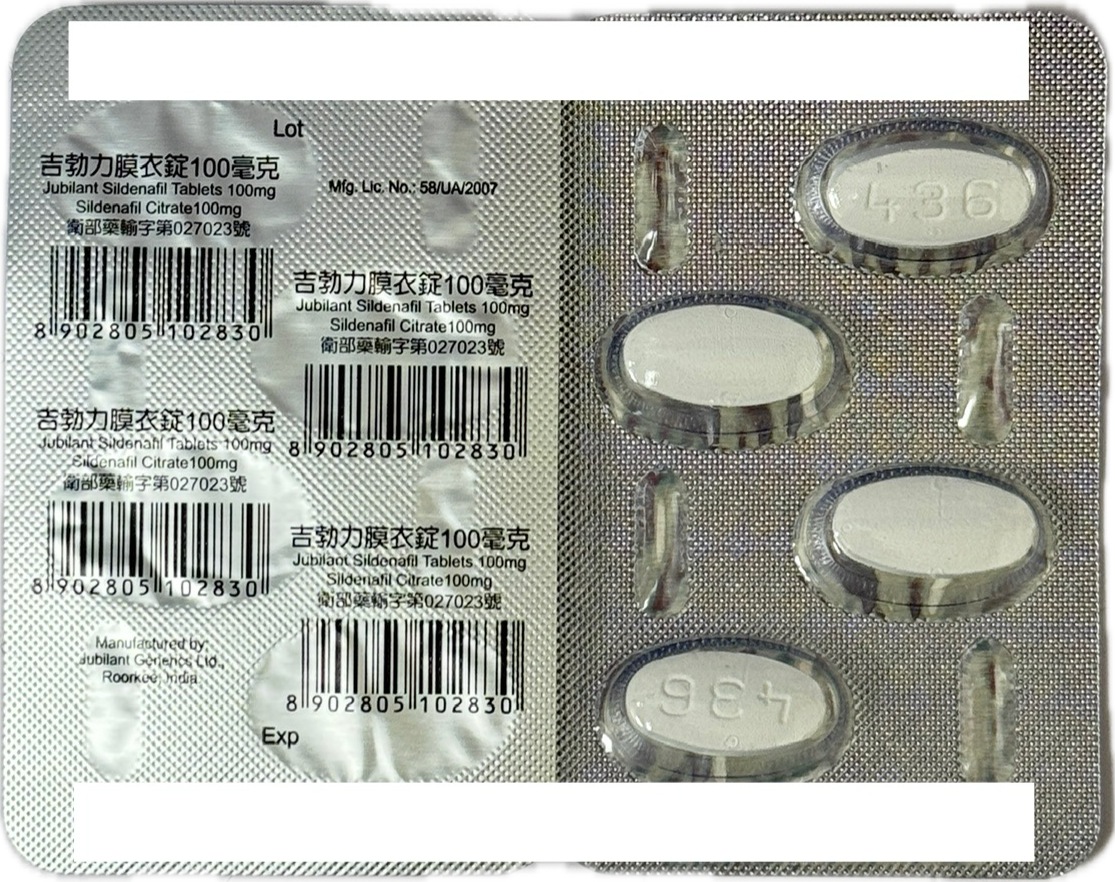 Lot
吉勃力膜衣錠100毫克
Jubilant Sildenafil Tablets 100mg
Sildenafil Citrate100mg
衛部藥輸字第027023號
8 902805 102830
Mfg. Lic. No.: 58/UA/2007
吉勃力膜衣錠100毫克
Jubilant Sildenafil Tablets 100mg
Sildenafil Citrate100mg
衛部藥輸字第027023號
8 902805 102830
吉勃力膜衣錠100毫克
Jubilant Sildenafil Tablets 100mg
Sildenafil Citrate100mg
衛部藥輸字第027023號
8 902805 102830
吉勃力膜衣錠100毫克
Jubilant Sildenafil Tablets 100mg
Sildenafil Citrate100mg
衛部藥輸字第027023號
8 902805 102830
Manufactured by:
Jubilant Generics Ltd.,
Roorkee, India
Exp
436
436